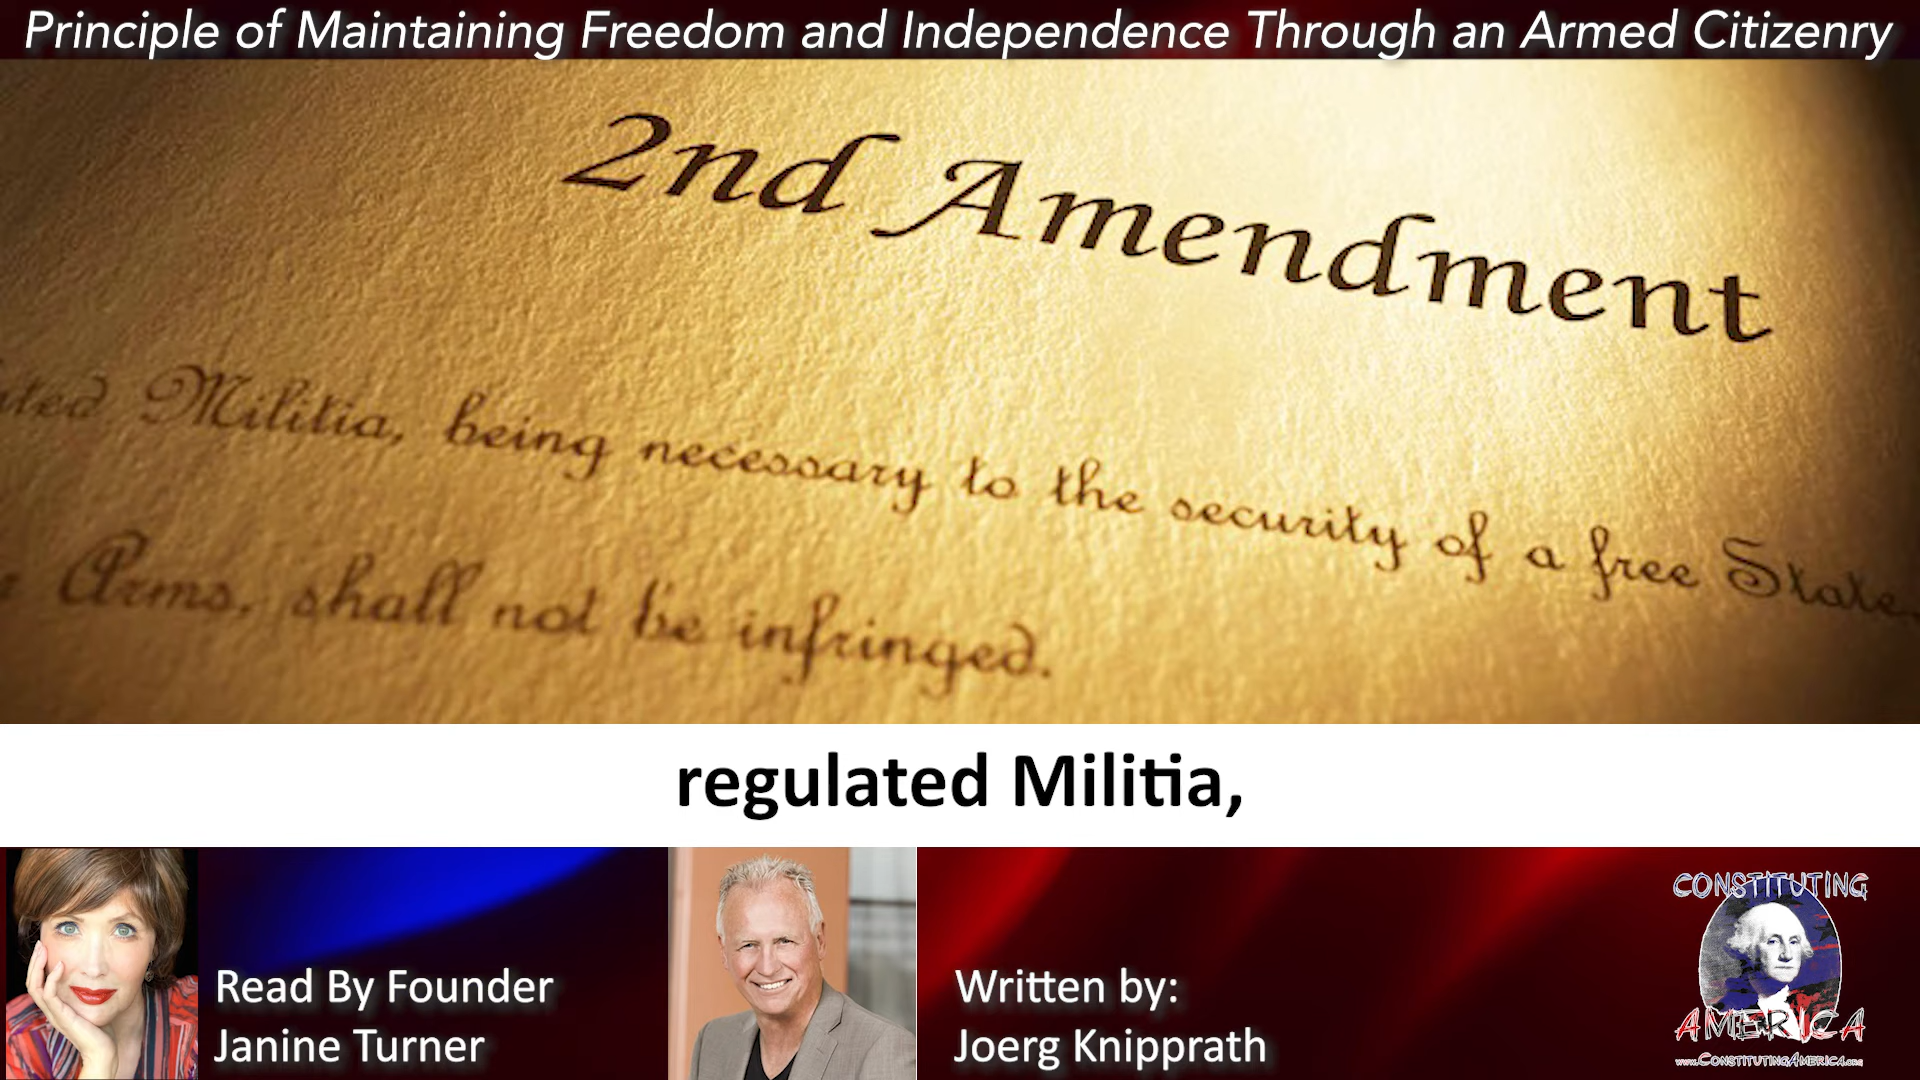 Principle of Maintaining Freedom and Independence Through an Armed Citizenry
2nd Amendment
ted Militia, being necessary to the security of a free State,
Arms, shall not be infringed.
regulated Militia,
Read By Founder
Janine Turner
Written by:
Joerg Knipprath
CONSTITUTING
AMERICA
www.ConstitutingAmerica.org